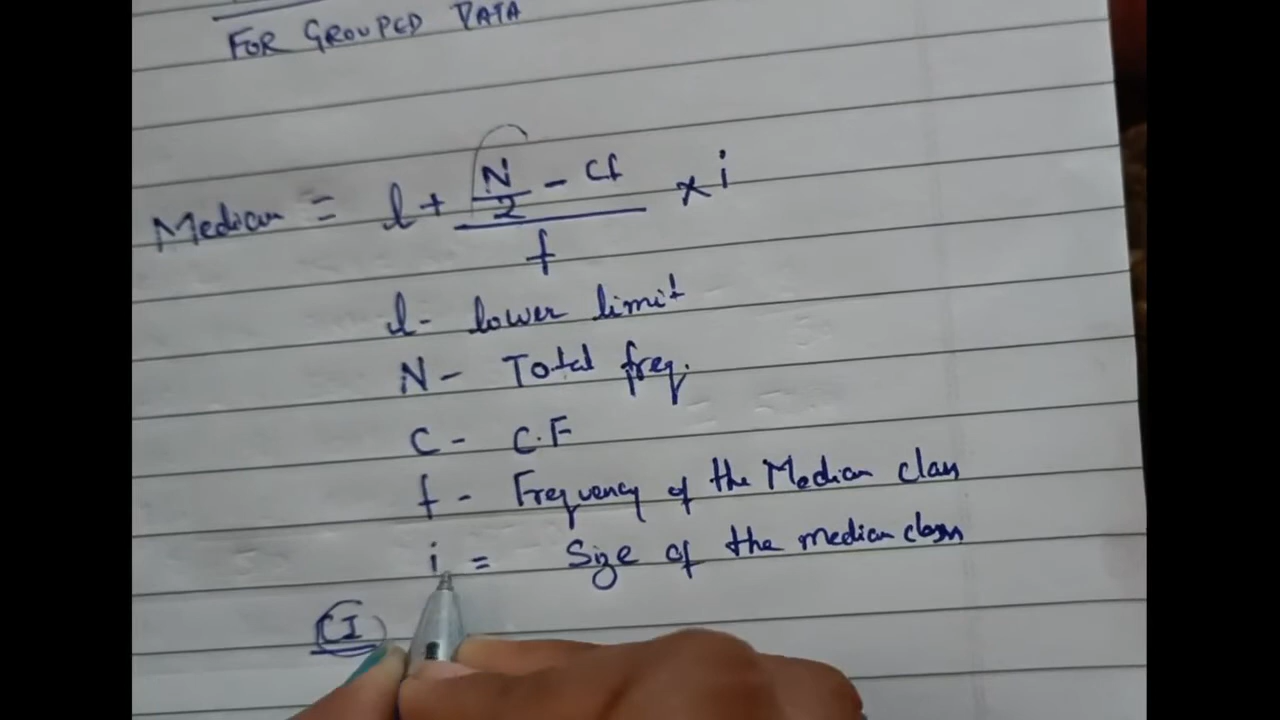 FOR GROUPED DATA
Median = l + (N/2 - cf)/f × i
l - lower limit
N - Total freq.
C - C.F
f - Frequency of the Median class
i = Size of the median class
CI